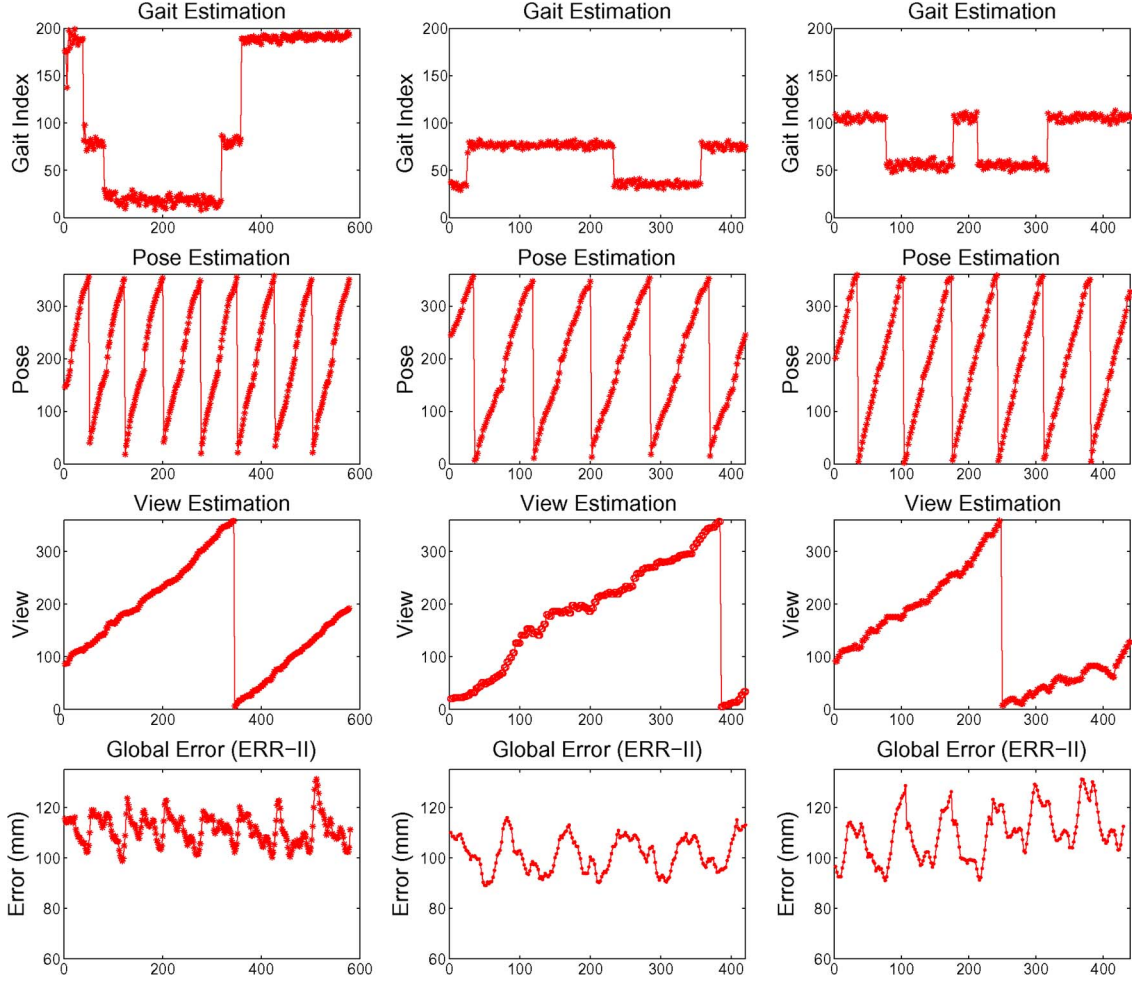 Gait Estimation
Gait Estimation
Gait Estimation
Gait Index
200
150
100
50
0
0 200 400 600
Gait Index
200
150
100
50
0
0 100 200 300 400
Gait Index
200
150
100
50
0
0 100 200 300 400
Pose Estimation
Pose Estimation
Pose Estimation
Pose
300
200
100
0
0 200 400 600
Pose
300
200
100
0
0 100 200 300 400
Pose
300
200
100
0
0 100 200 300 400
View Estimation
View Estimation
View Estimation
View
300
200
100
0
0 200 400 600
View
300
200
100
0
0 100 200 300 400
View
300
200
100
0
0 100 200 300 400
Global Error (ERR−II)
Global Error (ERR−II)
Global Error (ERR−II)
Error (mm)
120
100
80
60
0 200 400 600
Error (mm)
120
100
80
60
0 100 200 300 400
Error (mm)
120
100
80
60
0 100 200 300 400